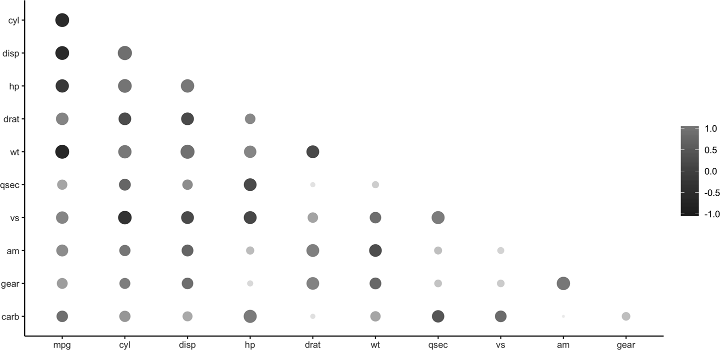 cyl
disp
hp
drat
wt
qsec
vs
am
gear
carb
mpg cyl disp hp drat wt qsec vs am gear
1.0
0.5
0.0
-0.5
-1.0